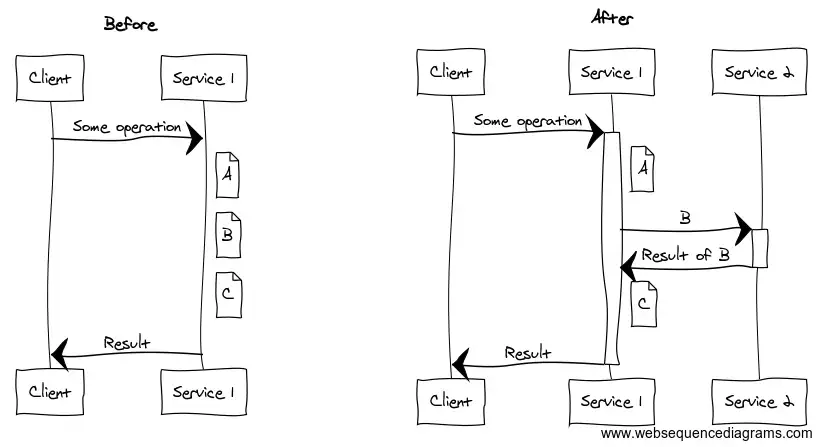 Before
Client
Service 1
Some operation
A
B
C
Result
Client
Service 1
After
Client
Service 1
Service 2
Some operation
A
B
Result of B
C
Result
Client
Service 1
Service 2
www.websequencediagrams.com